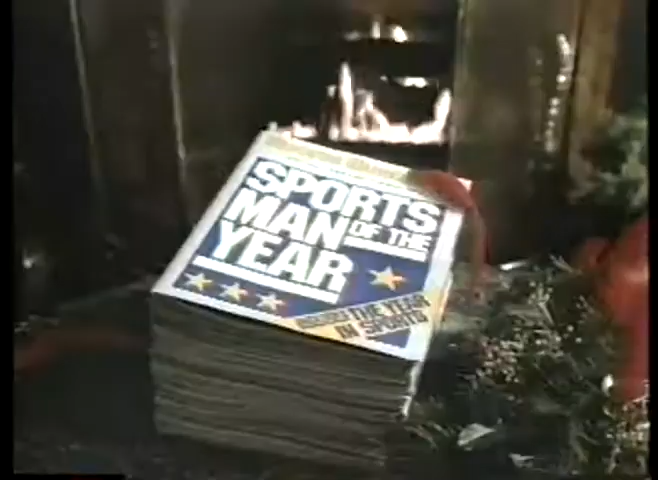 SPORTS
MAN OF THE
YEAR
THE YEAR
IN SPORTS